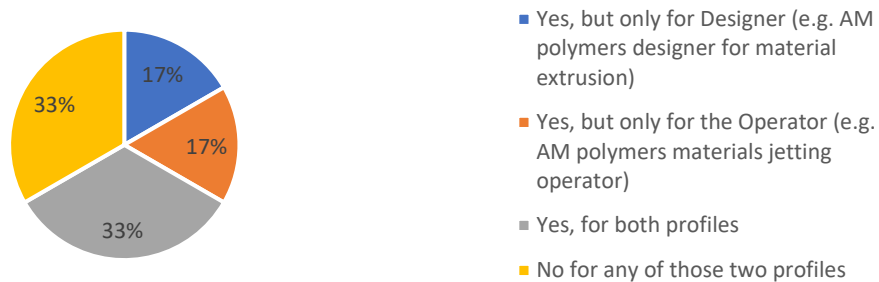 17%
17%
33%
33%
Yes, but only for Designer (e.g. AM
polymers designer for material
extrusion)
Yes, but only for the Operator (e.g.
AM polymers materials jetting
operator)
Yes, for both profiles
No for any of those two profiles